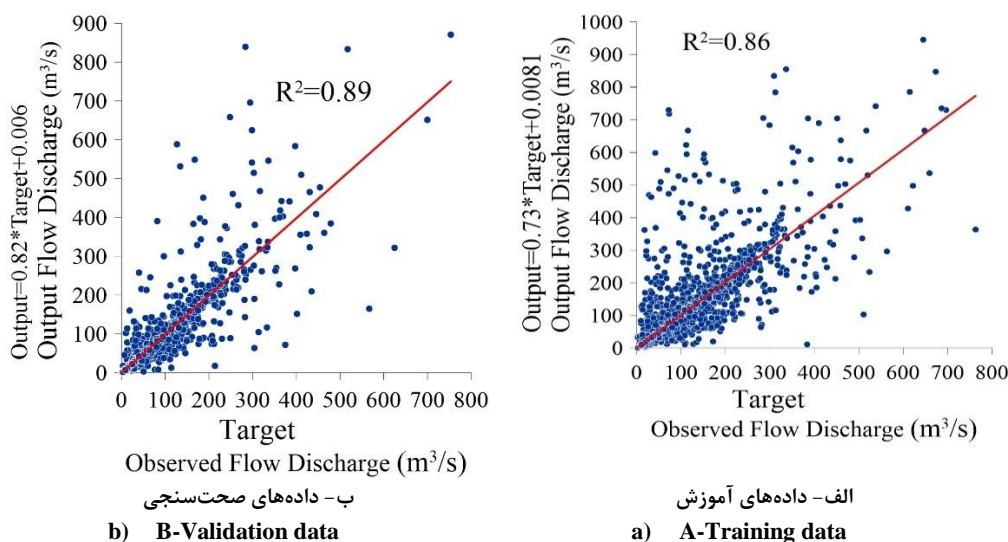 Output=0.82*Target+0.006
Output Flow Discharge (m³/s)
900
800
700
600
500
400
300
200
100
0
R²=0.89
0 100 200 300 400 500 600 700 800
Target
Observed Flow Discharge (m³/s)
ب- داده‌های صحت‌سنجی
b) B-Validation data
Output=0.73*Target+0.0081
Output Flow Discharge (m³/s)
1000
900
800
700
600
500
400
300
200
100
0
R²=0.86
0 100 200 300 400 500 600 700 800
Target
Observed Flow Discharge (m³/s)
الف- داده‌های آموزش
a) A-Training data